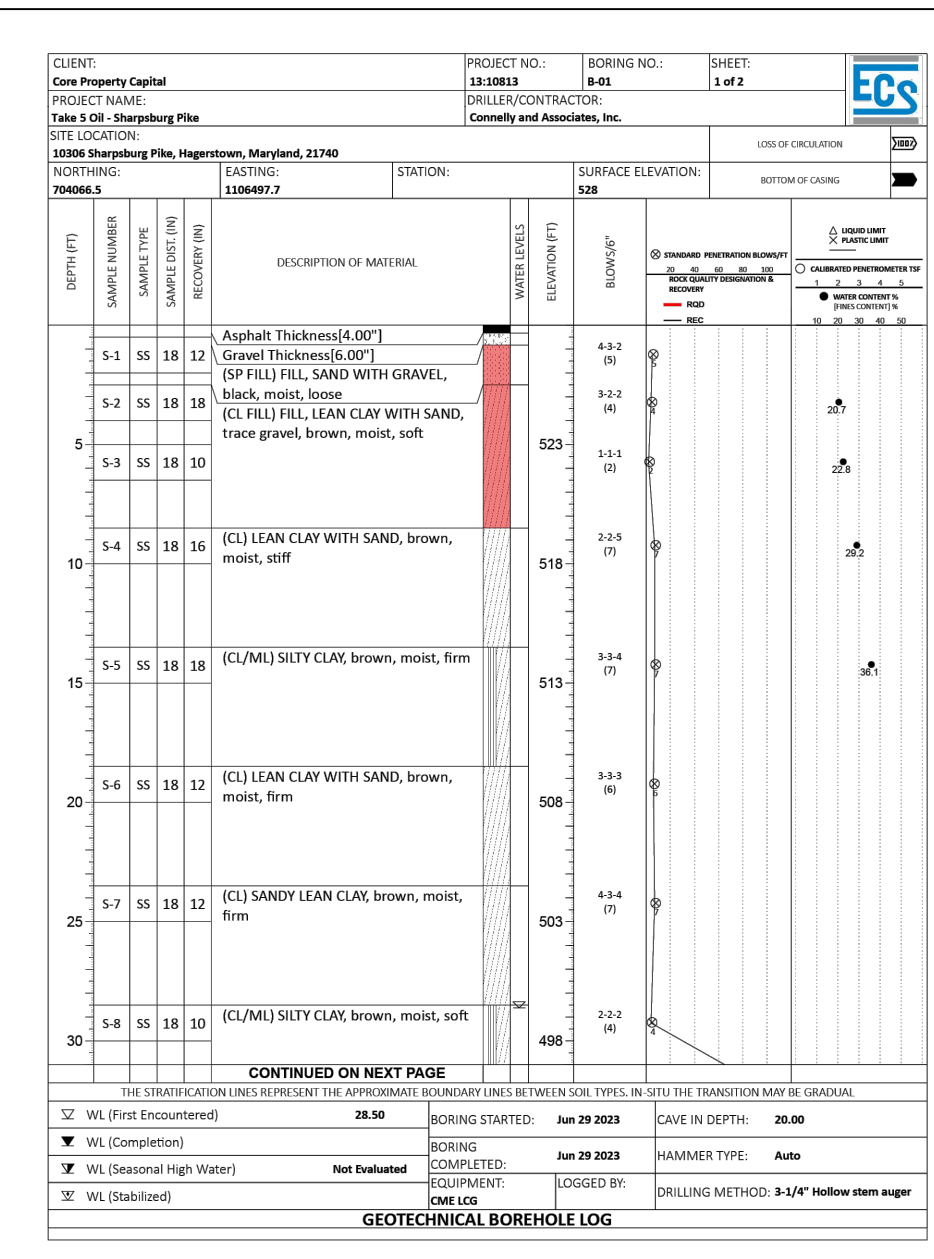 CLIENT:
Core Property Capital
PROJECT NO.:
13:10813
BORING NO.:
B-01
SHEET:
1 of 2
ECS
PROJECT NAME:
Take 5 Oil - Sharpsburg Pike
DRILLER/CONTRACTOR:
Connelly and Associates, Inc.
SITE LOCATION:
10306 Sharpsburg Pike, Hagerstown, Maryland, 21740
LOSS OF CIRCULATION
100%
NORTHING:
704066.5
EASTING:
1106497.7
STATION:
SURFACE ELEVATION:
528
BOTTOM OF CASING
DEPTH (FT)
SAMPLE NUMBER
SAMPLE TYPE
SAMPLE DIST. (IN)
RECOVERY (IN)
DESCRIPTION OF MATERIAL
WATER LEVELS
ELEVATION (FT)
BLOWS/6"
STANDARD PENETRATION BLOWS/FT
20 40 60 80 100
ROCK QUALITY DESIGNATION &
RECOVERY
RQD
REC
LIQUID LIMIT
PLASTIC LIMIT
CALIBRATED PENETROMETER TSF
1 2 3 4 5
WATER CONTENT %
[FINES CONTENT] %
10 20 30 40 50
Asphalt Thickness[4.00"]
S-1 SS 18 12 Gravel Thickness[6.00"]
4-3-2
(5)
5
(SP FILL) FILL, SAND WITH GRAVEL,
black, moist, loose
S-2 SS 18 18
3-2-2
(4)
4
20.7
(CL FILL) FILL, LEAN CLAY WITH SAND,
trace gravel, brown, moist, soft
5
523
S-3 SS 18 10
1-1-1
(2)
2
22.8
S-4 SS 18 16
(CL) LEAN CLAY WITH SAND, brown,
moist, stiff
2-2-5
(7)
7
29.2
10
518
S-5 SS 18 18
(CL/ML) SILTY CLAY, brown, moist, firm
3-3-4
(7)
7
36.1
15
513
S-6 SS 18 12
(CL) LEAN CLAY WITH SAND, brown,
moist, firm
3-3-3
(6)
6
20
508
S-7 SS 18 12
(CL) SANDY LEAN CLAY, brown, moist,
firm
4-3-4
(7)
7
25
503
S-8 SS 18 10
(CL/ML) SILTY CLAY, brown, moist, soft
2-2-2
(4)
4
30
498
CONTINUED ON NEXT PAGE
THE STRATIFICATION LINES REPRESENT THE APPROXIMATE BOUNDARY LINES BETWEEN SOIL TYPES. IN-SITU THE TRANSITION MAY BE GRADUAL
WL (First Encountered) 28.50
BORING STARTED: Jun 29 2023
CAVE IN DEPTH: 20.00
WL (Completion)
BORING
COMPLETED: Jun 29 2023
HAMMER TYPE: Auto
WL (Seasonal High Water) Not Evaluated
EQUIPMENT:
CME LCG
LOGGED BY:
DRILLING METHOD: 3-1/4" Hollow stem auger
WL (Stabilized)
GEOTECHNICAL BOREHOLE LOG